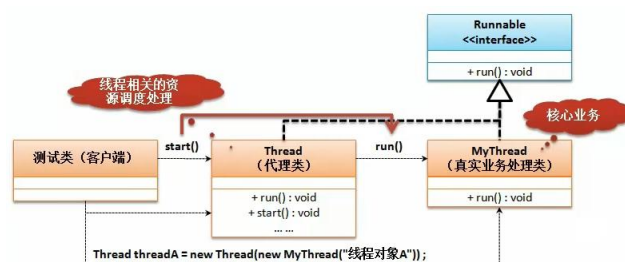 Runnable
<<interface>>
+ run() : void
线程相关的资
源调度处理
核心业务
测试类（客户端）
start()
Thread
（代理类）
run()
MyThread
（真实业务处理类）
+ run() : void
+ start() : void
... ...
+ run() : void
Thread threadA = new Thread(new MyThread("线程对象A")) ;